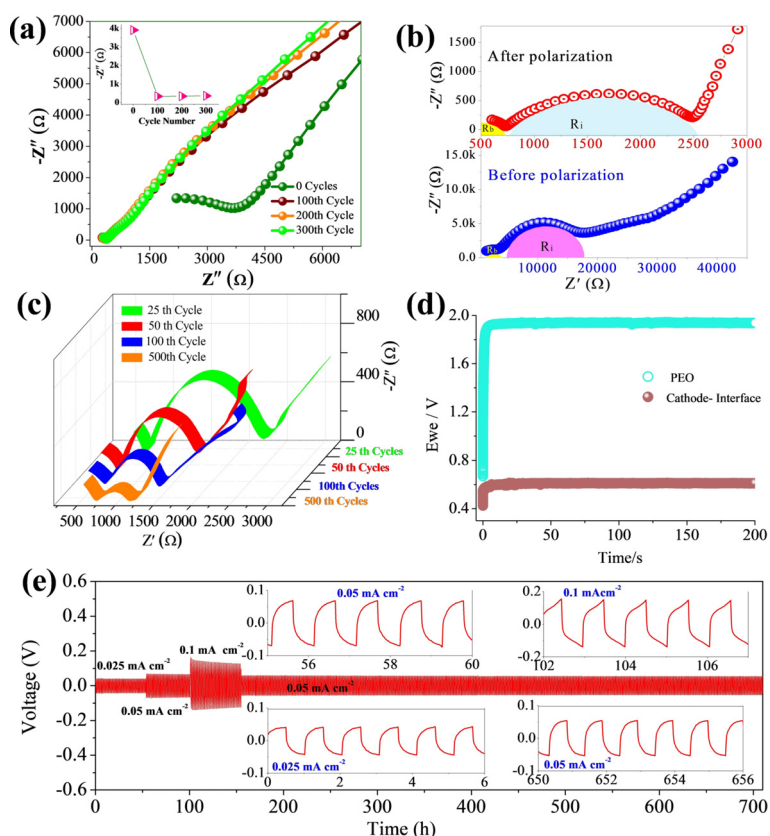 (a)
7000
6000
5000
4000
3000
2000
1000
0
-Z″ (Ω)
4k
3k
2k
1k
0
-Z″ (Ω)
0 100 200 300
Cycle Number
0 Cycles
100th Cycle
200th Cycle
300th Cycle
0 1500 3000 4500 6000
Z″ (Ω)
(b)
1500
1000
500
0
-Z″ (Ω)
After polarization
Rb
Ri
500 1000 1500 2000 2500 3000
15.0k
10.0k
5.0k
0.0
-Z″ (Ω)
Before polarization
Rb
Ri
10000 20000 30000 40000
Z′ (Ω)
(c)
25 th Cycle
50 th Cycle
100 th Cycle
500th Cycle
800
400
0
-Z″ (Ω)
25 th Cycles
50 th Cycles
100th Cycles
500 th Cycles
500 1000 1500 2000 2500 3000
Z′ (Ω)
(d)
2.0
1.6
1.2
0.8
0.4
Ewe / V
PEO
Cathode- Interface
0 50 100 150 200
Time/s
(e)
0.6
0.4
0.2
0.0
-0.2
-0.4
-0.6
Voltage (V)
0.025 mA cm-2
0.05 mA cm-2
0.1 mA cm-2
0.05 mA cm-2
0.1
0.0
-0.1
0.05 mA cm-2
56 58 60
0.2
0.0
-0.2
0.1 mAcm-2
102 104 106
0.1
0.0
-0.1
0.025 mA cm-2
0 2 4 6
0.1
0.0
-0.1
0.05 mA cm-2
650 652 654 656
0 100 200 300 400 500 600 700
Time (h)